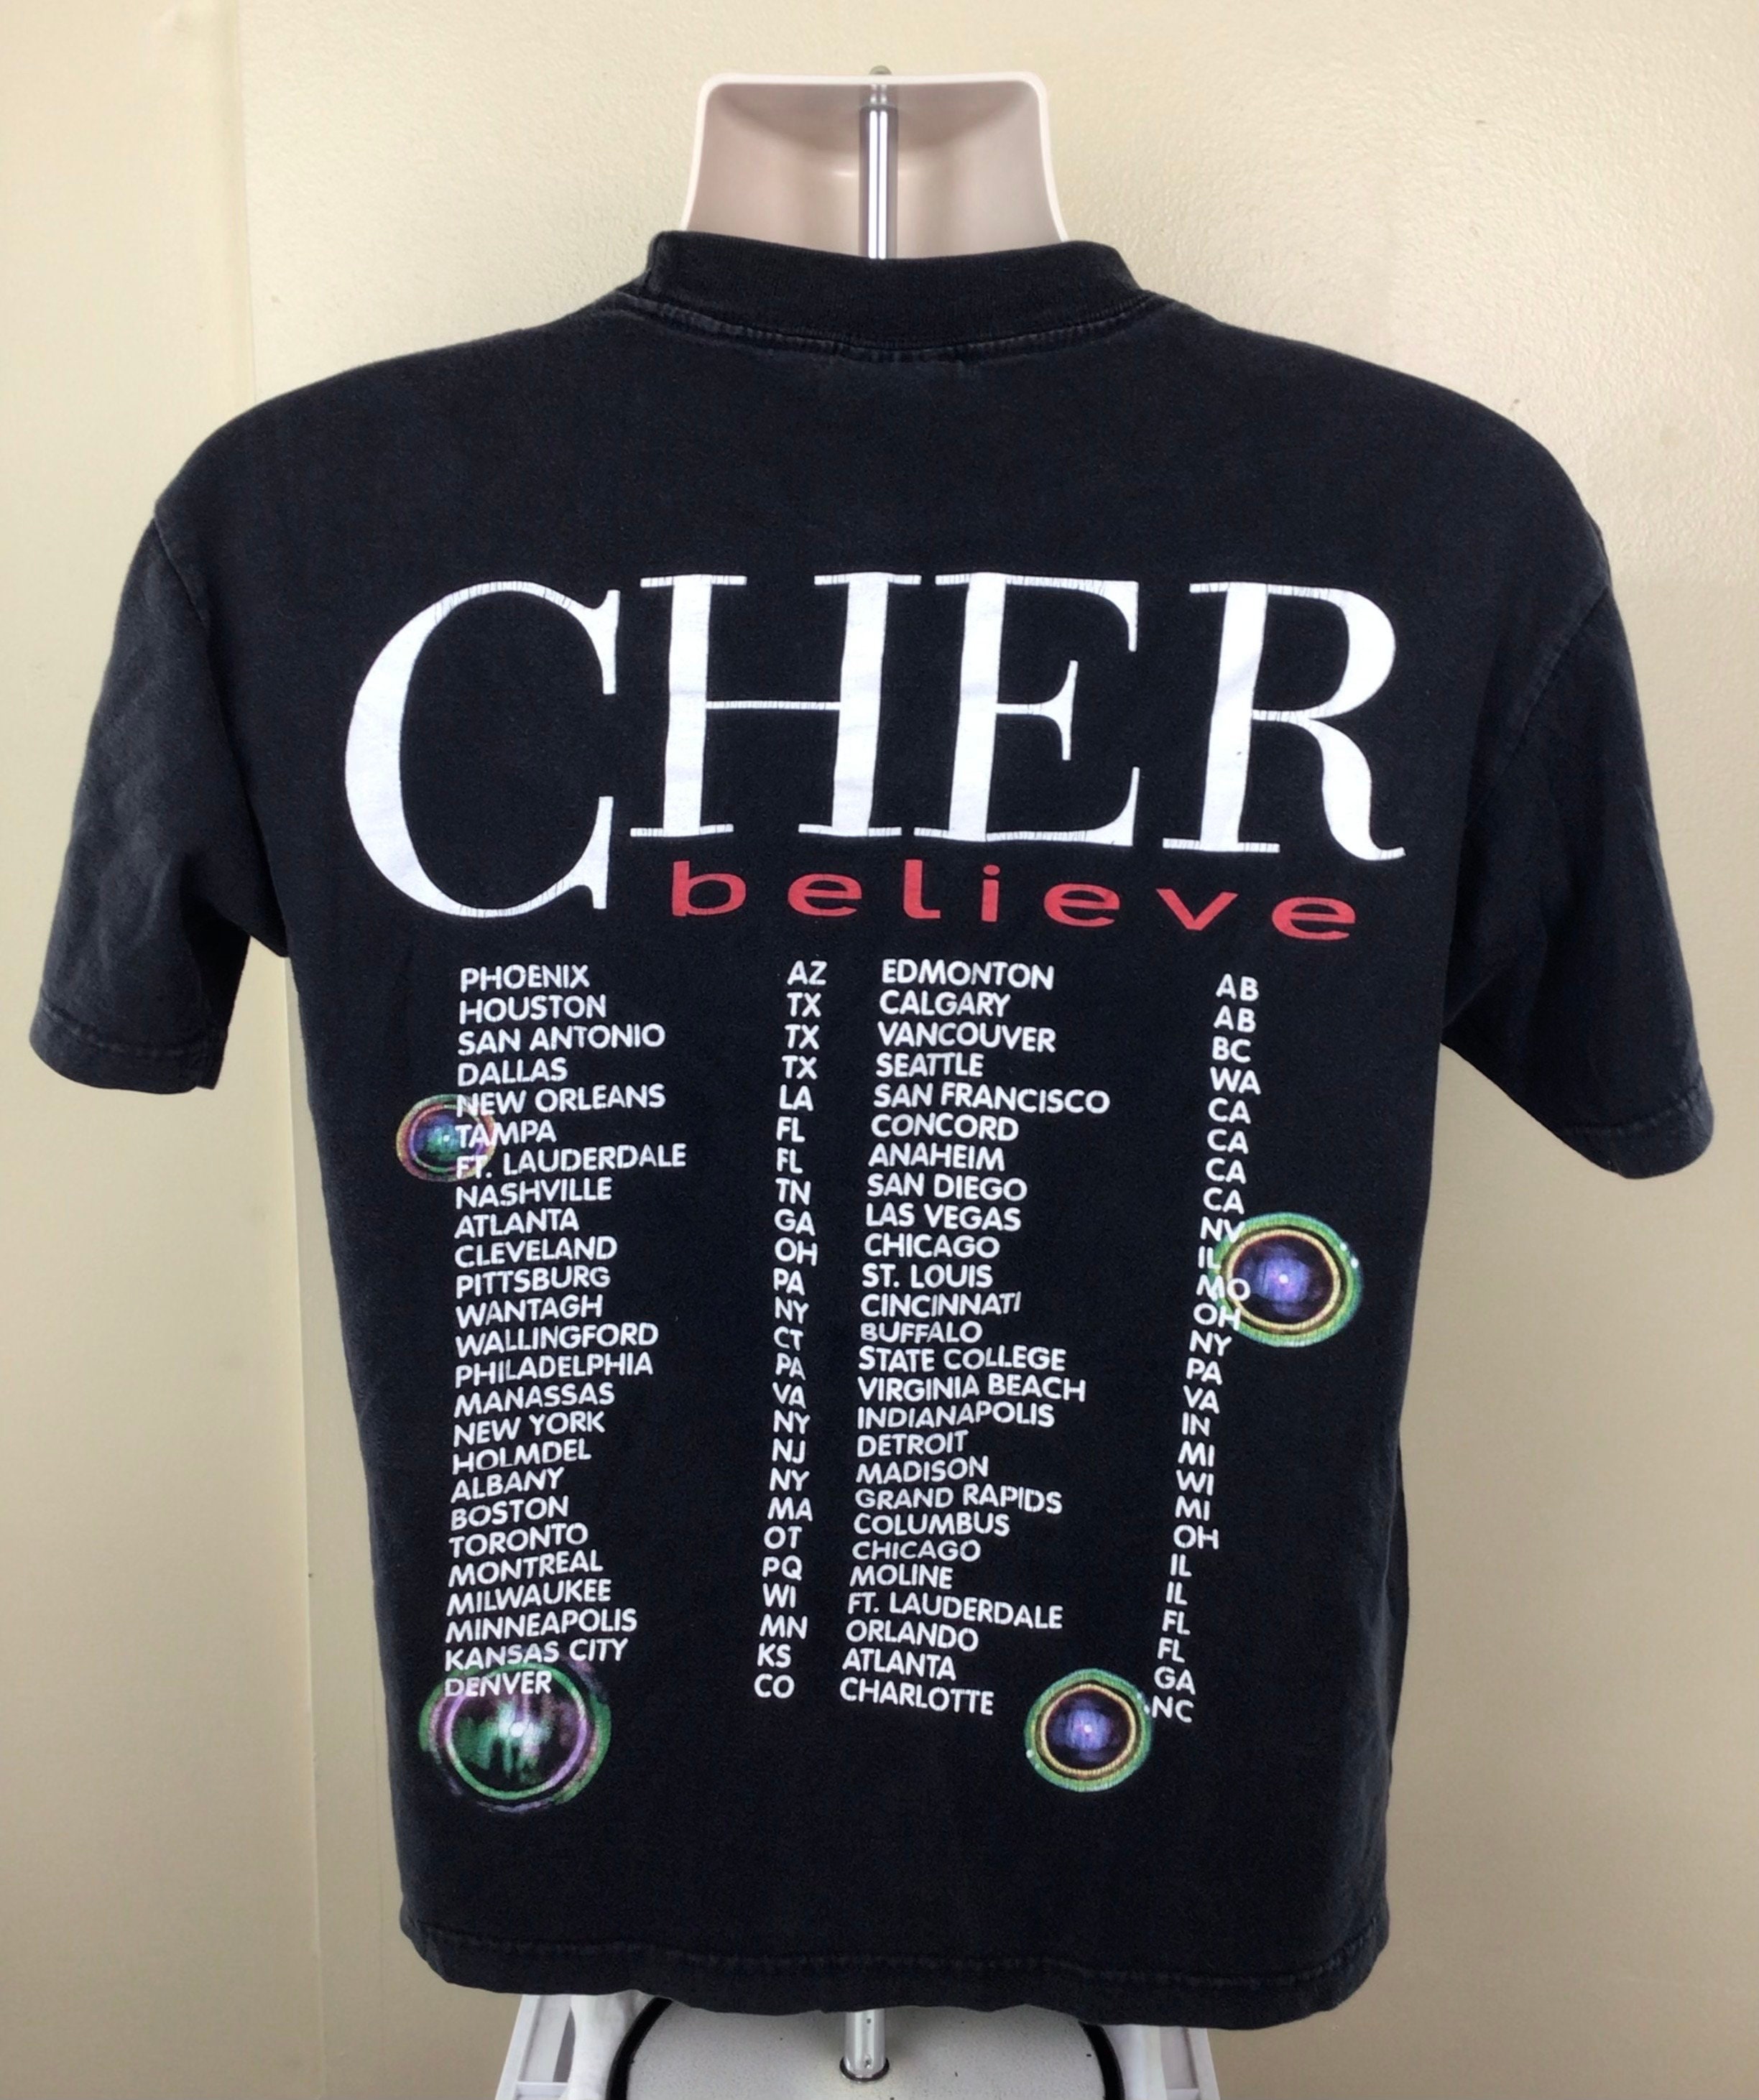 CHER
believe
PHOENIX AZ
HOUSTON TX
SAN ANTONIO TX
DALLAS TX
NEW ORLEANS LA
TAMPA FL
FT. LAUDERDALE FL
NASHVILLE TN
ATLANTA GA
CLEVELAND OH
PITTSBURG PA
WANTAGH NY
WALLINGFORD CT
PHILADELPHIA PA
MANASSAS VA
NEW YORK NY
HOLMDEL NJ
ALBANY NY
BOSTON MA
TORONTO OT
MONTREAL PQ
MILWAUKEE WI
MINNEAPOLIS MN
KANSAS CITY KS
DENVER CO
EDMONTON AB
CALGARY AB
VANCOUVER BC
SEATTLE WA
SAN FRANCISCO CA
CONCORD CA
ANAHEIM CA
SAN DIEGO CA
LAS VEGAS NV
CHICAGO IL
ST. LOUIS MO
CINCINNATI OH
BUFFALO NY
STATE COLLEGE PA
VIRGINIA BEACH VA
INDIANAPOLIS IN
DETROIT MI
MADISON WI
GRAND RAPIDS MI
COLUMBUS OH
CHICAGO IL
MOLINE IL
FT. LAUDERDALE FL
ORLANDO FL
ATLANTA GA
CHARLOTTE NC